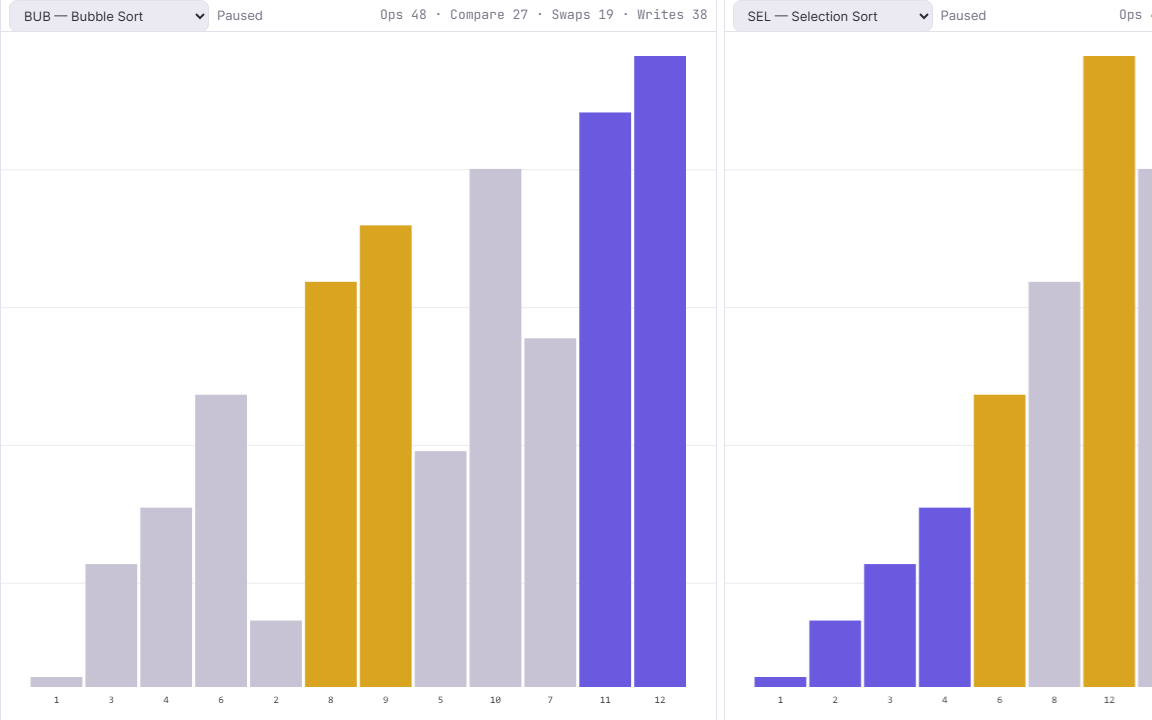 BUB — Bubble Sort
Paused
Ops 48 · Compare 27 · Swaps 19 · Writes 38
1 3 4 6 2 8 9 5 10 7 11 12
SEL — Selection Sort
Paused
Ops
1 2 3 4 6 8 12